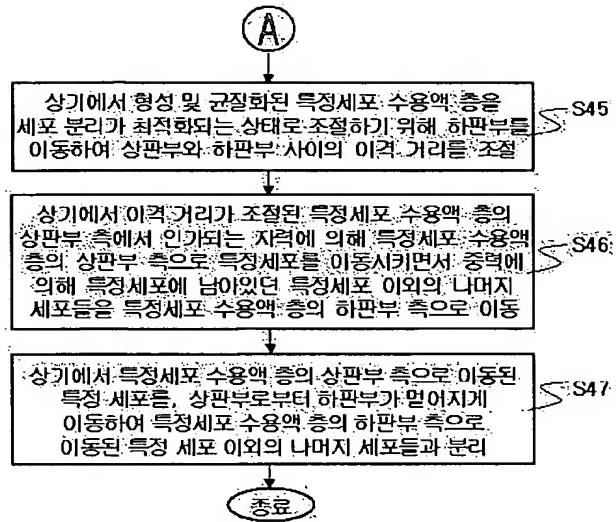 A
상기에서 형성 및 균질화된 특정세포 수용액 층을
세포 분리가 최적화되는 상태로 조절하기 위해 하판부를
이동하여 상판부와 하판부 사이의 이격 거리를 조절
S45
상기에서 이격 거리가 조절된 특정세포 수용액 층의
상판부 측에서 인가되는 자력에 의해 특정세포 수용액
층의 상판부 측으로 특정세포를 이동시키면서 중력에
의해 특정세포에 남아있던 특정세포 이외의 나머지
세포들을 특정세포 수용액 층의 하판부 측으로 이동
S46
상기에서 특정세포 수용액 층의 상판부 측으로 이동된
특정 세포를, 상판부로부터 하판부가 멀어지게
이동하여 특정세포 수용액 층의 하판부 측으로
이동된 특정 세포 이외의 나머지 세포들과 분리
S47
종료